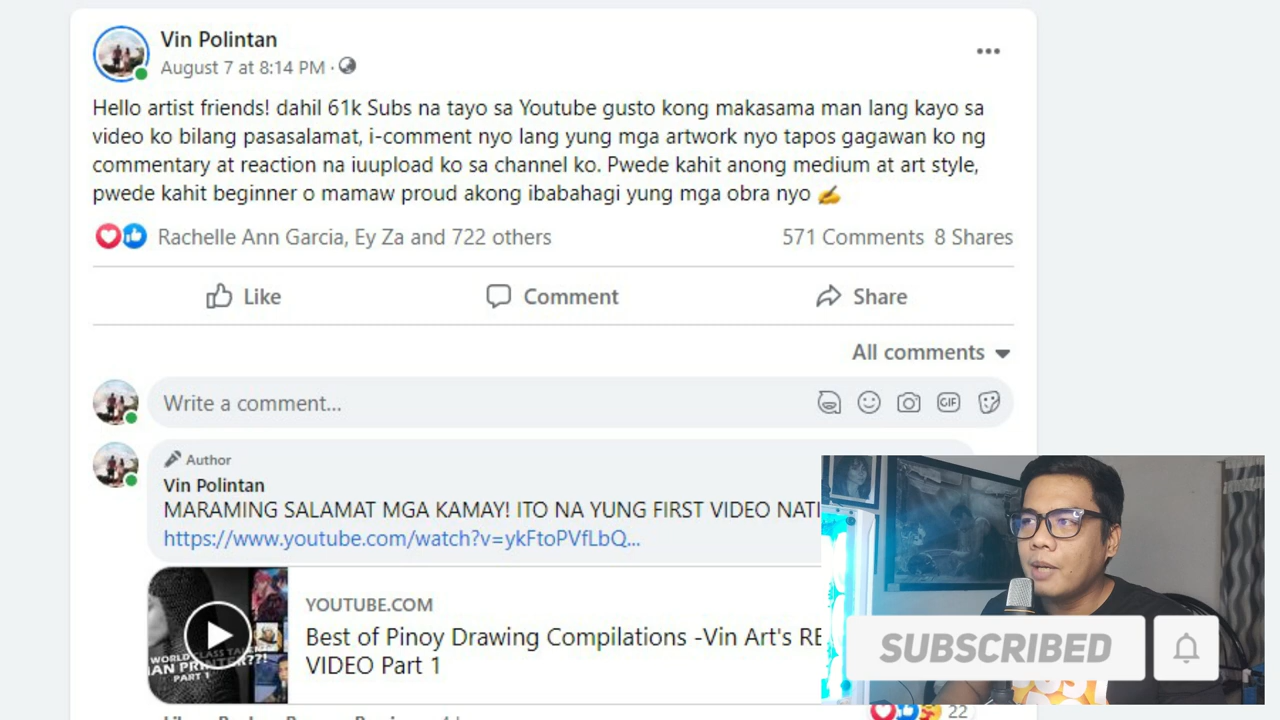 Vin Polintan
August 7 at 8:14 PM ·
Hello artist friends! dahil 61k Subs na tayo sa Youtube gusto kong makasama man lang kayo sa
video ko bilang pasasalamat, i-comment nyo lang yung mga artwork nyo tapos gagawan ko ng
commentary at reaction na iuupload ko sa channel ko. Pwede kahit anong medium at art style,
pwede kahit beginner o mamaw proud akong ibabahagi yung mga obra nyo ✍️
Rachelle Ann Garcia, Ey Za and 722 others 571 Comments 8 Shares
Like Comment Share
All comments
Write a comment...
GIF
Author
Vin Polintan
MARAMING SALAMAT MGA KAMAY! ITO NA YUNG FIRST VIDEO
https://www.youtube.com/watch?v=ykFtoPVfLbQ...
YOUTUBE.COM
Best of Pinoy Drawing Compilations -Vin Art's
VIDEO Part 1
WORLD CLASS
PART 1
SUBSCRIBED
22